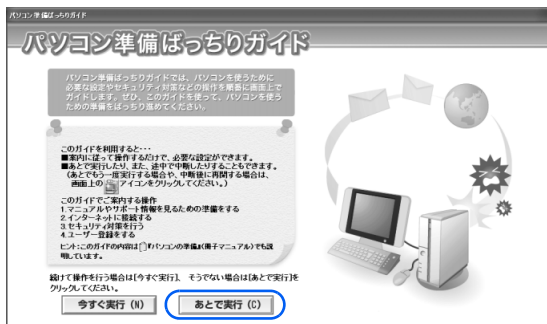 パソコン準備ばっちりガイド
パソコン準備ばっちりガイド
パソコン準備ばっちりガイドでは、パソコンを使うために
必要な設定やセキュリティ対策などの操作を順番に画面上で
ガイドします。ぜひ、このガイドを使って、パソコンを使う
ための準備をばっちり進めてください。
このガイドを利用すると・・・
■案内に従って操作するだけで、必要な設定ができます。
■あとで実行したり、また、途中で中断したりすることもできます。
(あとでもう一度実行する場合や、中断後に再開する場合は、
画面上の アイコンをクリックしてください。)
このガイドでご案内する操作
1.マニュアルやサポート情報を見るための準備をする
2.インターネットに接続する
3.セキュリティ対策を行う
4.ユーザー登録をする
ヒント:このガイドの内容は『パソコンの準備』(冊子マニュアル)でも説
明しています。
続けて操作を行う場合は[今すぐ実行]、そうでない場合は[あとで実行]を
クリックしてください。
今すぐ実行 (N)
あとで実行 (C)